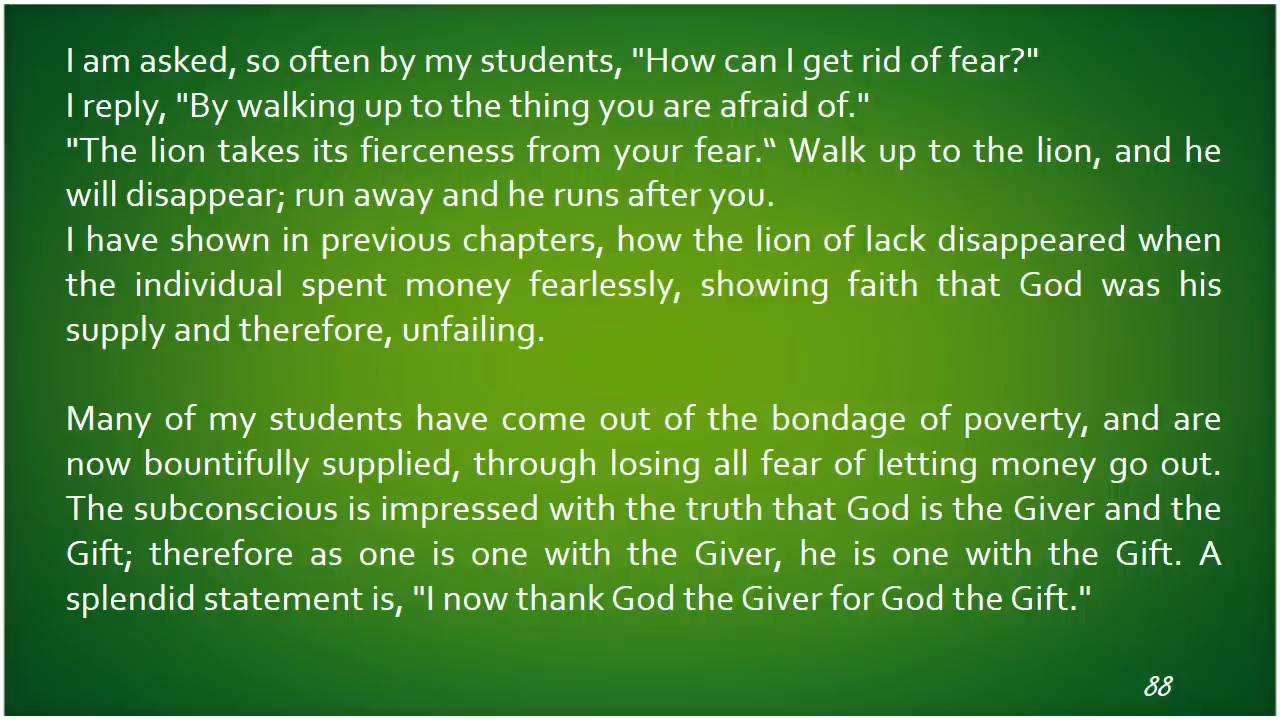 I am asked, so often by my students, "How can I get rid of fear?"
I reply, "By walking up to the thing you are afraid of."
"The lion takes its fierceness from your fear.“ Walk up to the lion, and he
will disappear; run away and he runs after you.
I have shown in previous chapters, how the lion of lack disappeared when
the individual spent money fearlessly, showing faith that God was his
supply and therefore, unfailing.
Many of my students have come out of the bondage of poverty, and are
now bountifully supplied, through losing all fear of letting money go out.
The subconscious is impressed with the truth that God is the Giver and the
Gift; therefore as one is one with the Giver, he is one with the Gift. A
splendid statement is, "I now thank God the Giver for God the Gift."
88